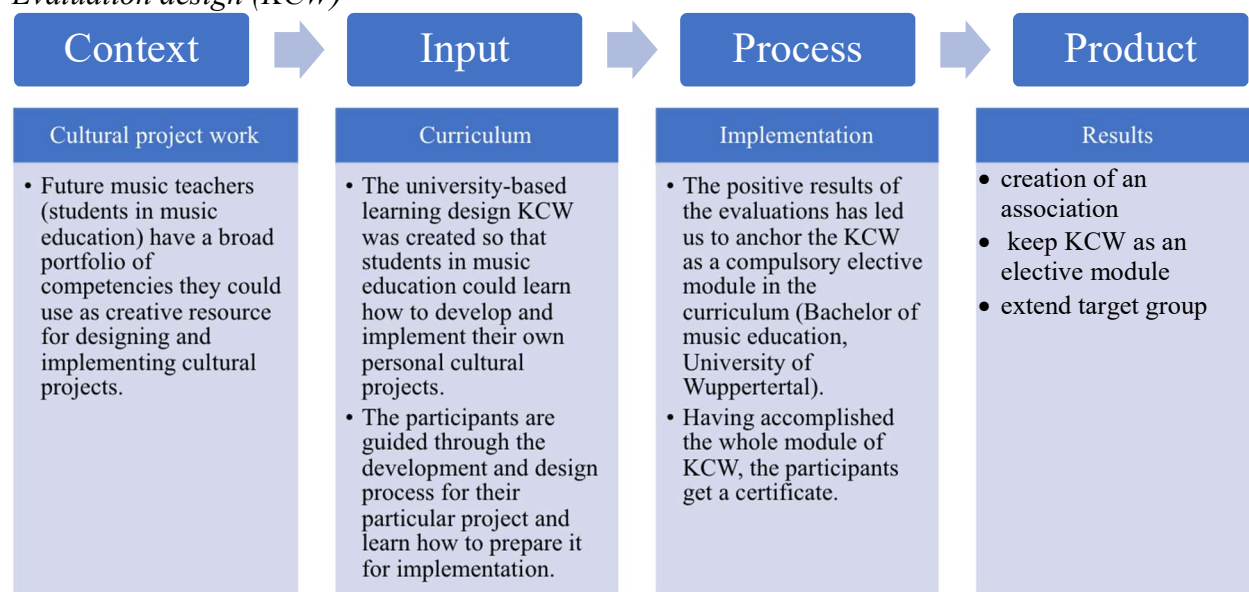 Evaluation design (KCW)
Context
Input
Process
Product
Cultural project work
• Future music teachers
(students in music
education) have a broad
portfolio of
competencies they could
use as creative resource
for designing and
implementing cultural
projects.
Curriculum
• The university-based
learning design KCW
was created so that
students in music
education could learn
how to develop and
implement their own
personal cultural
projects.
• The participants are
guided through the
development and design
process for their
particular project and
learn how to prepare it
for implementation.
Implementation
• The positive results of
the evaluations has led
us to anchor the KCW
as a compulsory elective
module in the
curriculum (Bachelor of
music education,
University of
Wuppertertal).
• Having accomplished
the whole module of
KCW, the participants
get a certificate.
Results
• creation of an
association
• keep KCW as an
elective module
• extend target group